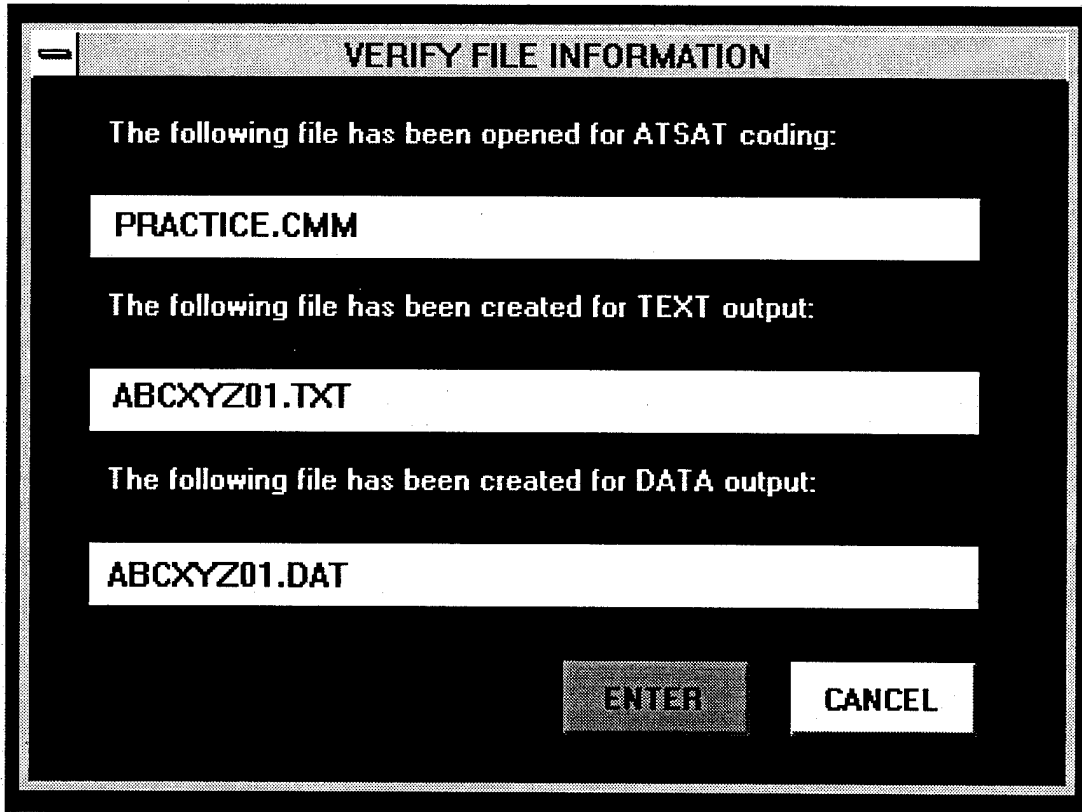 VERIFY FILE INFORMATION
The following file has been opened for ATSAT coding:
PRACTICE.CMM
The following file has been created for TEXT output:
ABCXYZ01.TXT
The following file has been created for DATA output:
ABCXYZ01.DAT
ENTER CANCEL